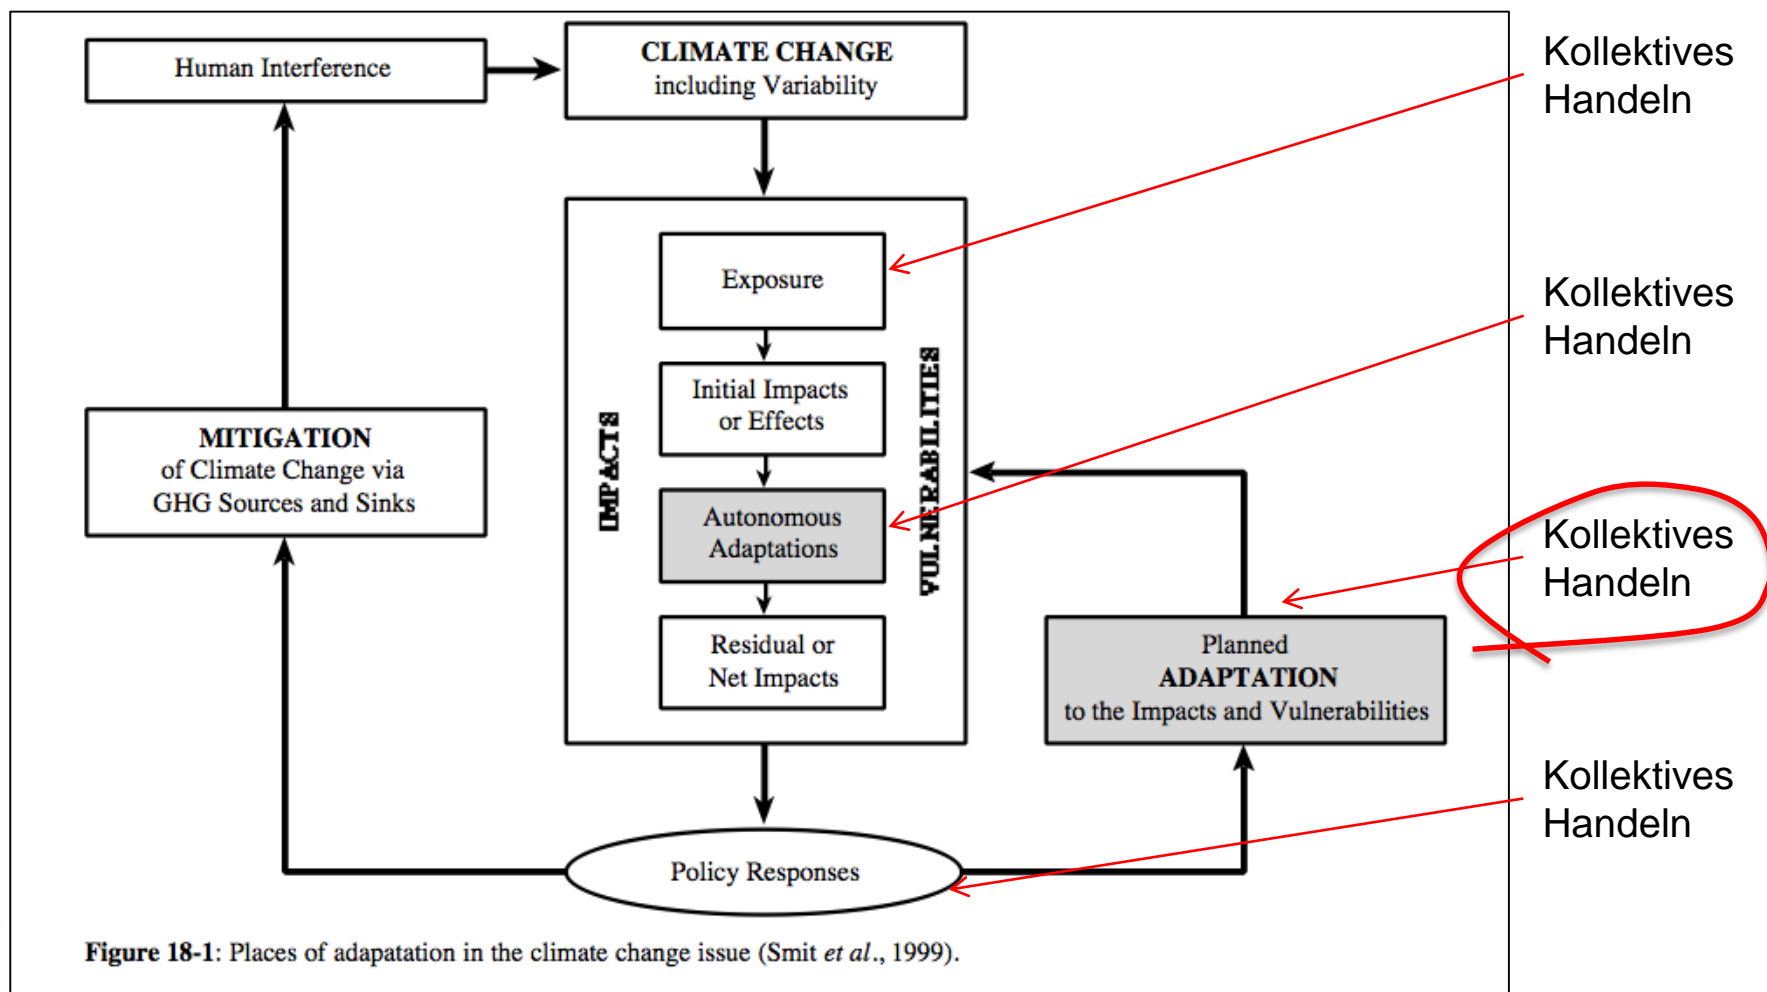 Human Interference
CLIMATE CHANGE
including Variability
Kollektives
Handeln
Exposure
Kollektives
Handeln
Initial Impacts
or Effects
IMPACTS
VULNERABILITIES
MITIGATION
of Climate Change via
GHG Sources and Sinks
Autonomous
Adaptations
Kollektives
Handeln
Residual or
Net Impacts
Planned
ADAPTATION
to the Impacts and Vulnerabilities
Kollektives
Handeln
Policy Responses
Figure 18-1: Places of adapatation in the climate change issue (Smit et al., 1999).